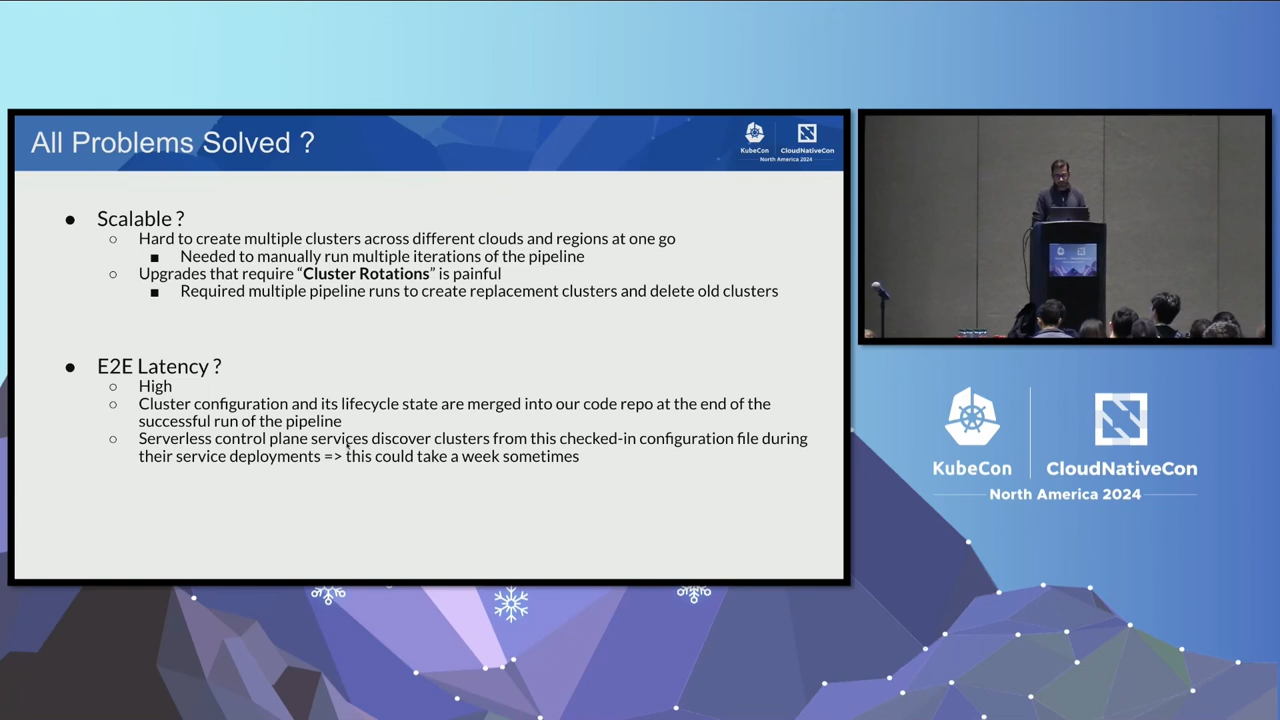 All Problems Solved ?
KubeCon
CloudNativeCon
North America 2024
● Scalable ?
○ Hard to create multiple clusters across different clouds and regions at one go
■ Needed to manually run multiple iterations of the pipeline
○ Upgrades that require “Cluster Rotations” is painful
■ Required multiple pipeline runs to create replacement clusters and delete old clusters
● E2E Latency ?
○ High
○ Cluster configuration and its lifecycle state are merged into our code repo at the end of the
successful run of the pipeline
○ Serverless control plane services discover clusters from this checked-in configuration file during
their service deployments => this could take a week sometimes
KubeCon
CloudNativeCon
North America 2024